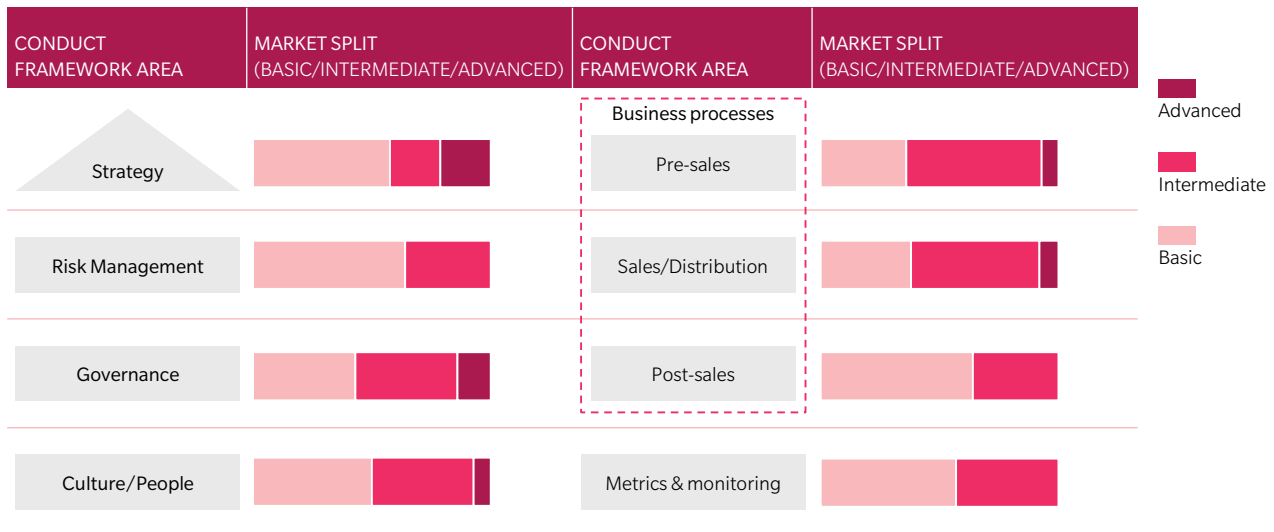 CONDUCT
FRAMEWORK AREA
MARKET SPLIT
(BASIC/INTERMEDIATE/ADVANCED)
CONDUCT
FRAMEWORK AREA
MARKET SPLIT
(BASIC/INTERMEDIATE/ADVANCED)
Strategy
Business processes
Pre-sales
Risk Management
Sales/Distribution
Governance
Post-sales
Culture/People
Metrics & monitoring
Advanced
Intermediate
Basic